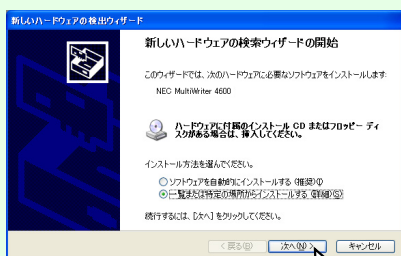 新しいハードウェアの検出ウィザード
新しいハードウェアの検索ウィザードの開始
このウィザードでは、次のハードウェアに必要なソフトウェアをインストールします:
NEC MultiWriter 4600
ハードウェアに付属のインストール CD またはフロッピー ディ
スクがある場合は、挿入してください。
インストール方法を選んでください。
ソフトウェアを自動的にインストールする (推奨)(I)
一覧または特定の場所からインストールする (詳細)(S)
続行するには、[次へ] をクリックしてください。
< 戻る(B) 次へ(N) > キャンセル